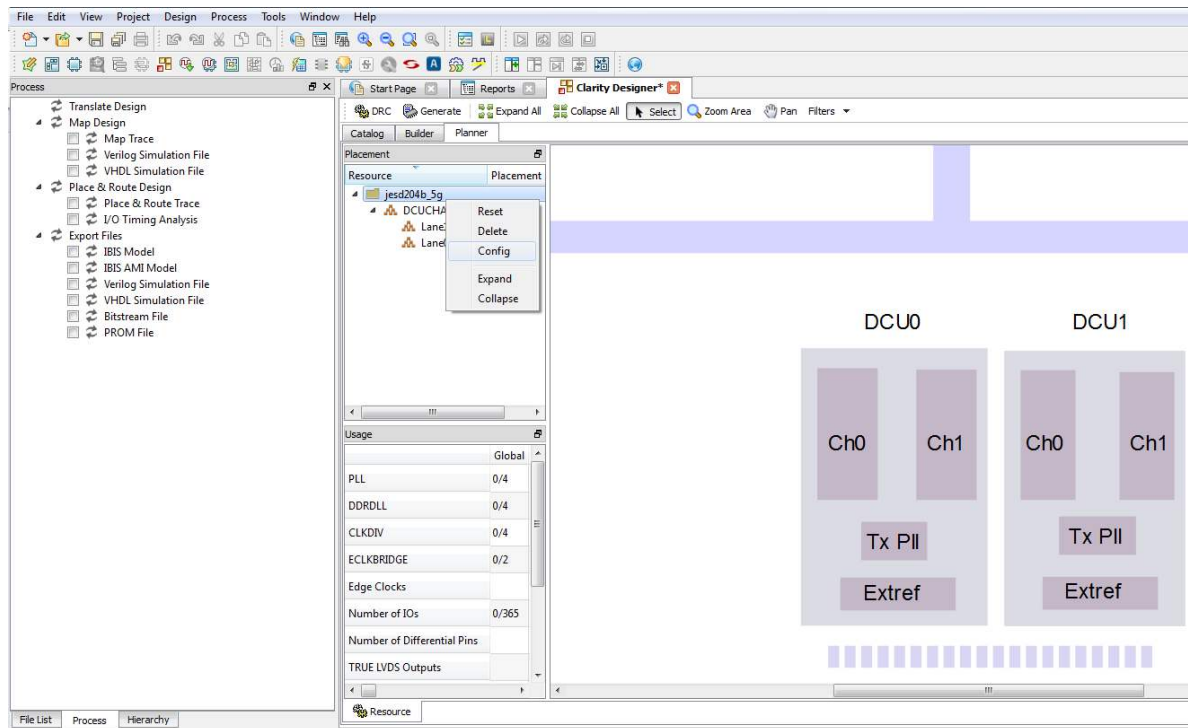 File Edit View Project Design Process Tools Window Help
Process
Start Page Reports Clarity Designer*
Translate Design
Map Design
Map Trace
Verilog Simulation File
VHDL Simulation File
Place & Route Design
Place & Route Trace
I/O Timing Analysis
Export Files
IBIS Model
IBIS AMI Model
Verilog Simulation File
VHDL Simulation File
Bitstream File
PROM File
File List Process Hierarchy
DRC Generate Expand All Collapse All Select Zoom Area Pan Filters
Catalog Builder Planner
Placement
Resource Placement
jesd204b_5g
DCUCHA
Lane
Lane
Reset
Delete
Config
Expand
Collapse
Usage
Global
PLL 0/4
DDRDLL 0/4
CLKDIV 0/4
ECLKBRIDGE 0/2
Edge Clocks
Number of IOs 0/365
Number of Differential Pins
TRUE LVDS Outputs
Resource
DCU0 DCU1
Ch0 Ch1 Ch0 Ch1
Tx Pll Tx Pll
Extref Extref